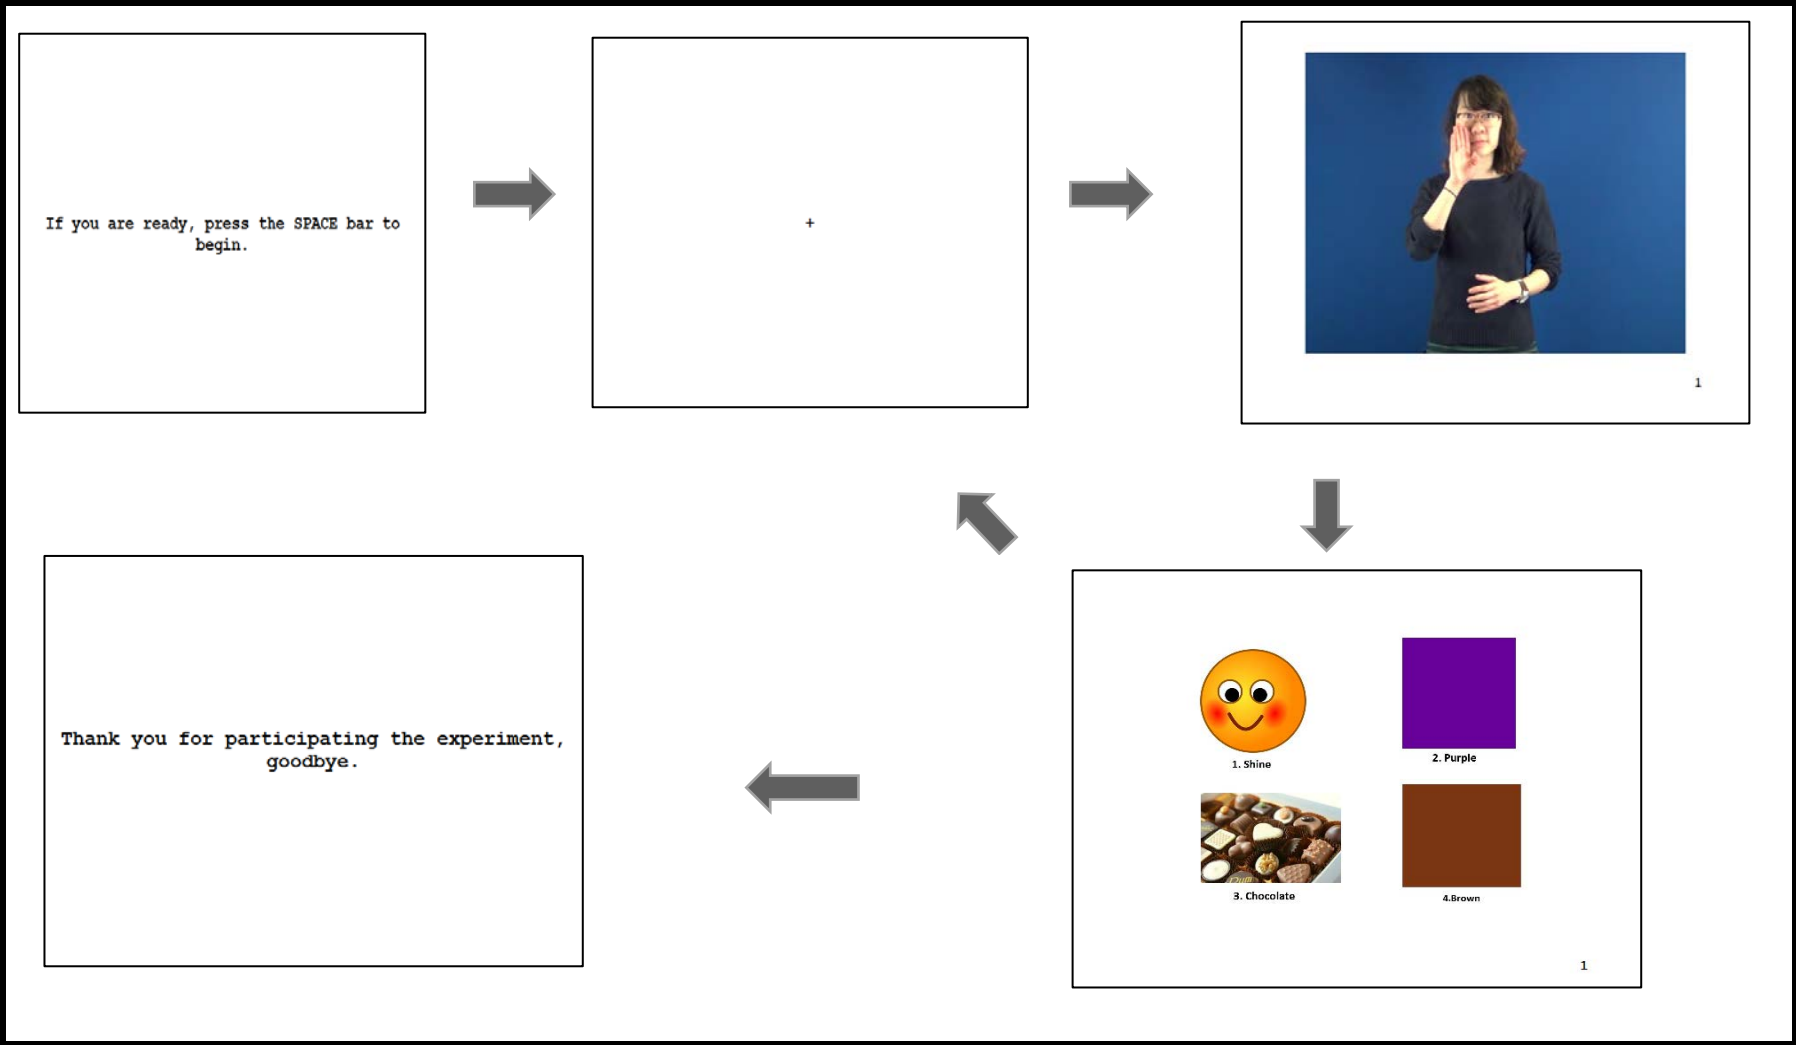 If you are ready, press the SPACE bar to
begin.
+
1
1. Shine
2. Purple
3. Chocolate
4.Brown
1
Thank you for participating the experiment,
goodbye.